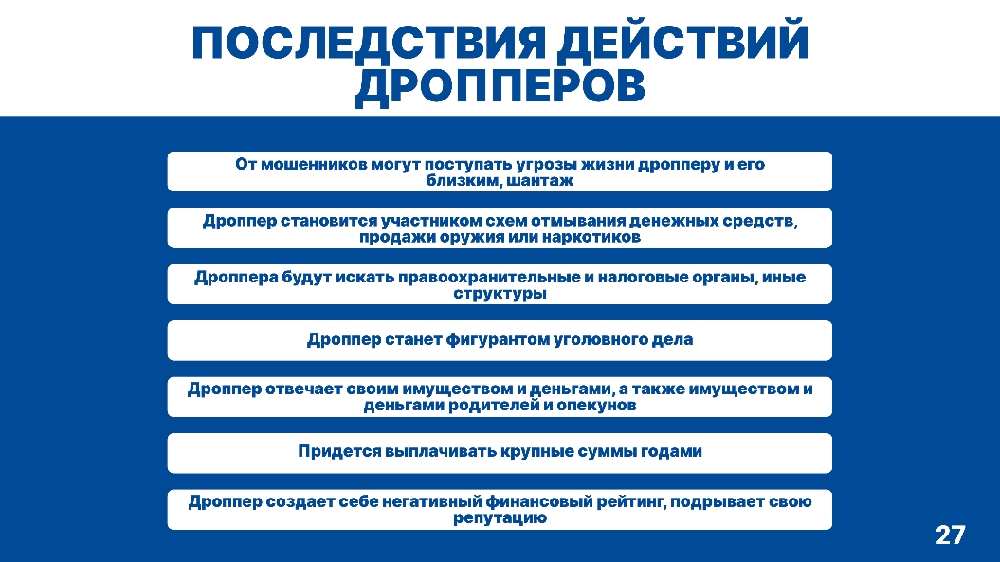 ПОСЛЕДСТВИЯ ДЕЙСТВИЙ
ДРОППЕРОВ
От мошенников могут поступать угрозы жизни дропперу и его
близким, шантаж
Дроппер становится участником схем отмывания денежных средств,
продажи оружия или наркотиков
Дроппера будут искать правоохранительные и налоговые органы, иные
структуры
Дроппер станет фигурантом уголовного дела
Дроппер отвечает своим имуществом и деньгами, а также имуществом и
деньгами родителей и опекунов
Придется выплачивать крупные суммы годами
Дроппер создает себе негативный финансовый рейтинг, подрывает свою
репутацию
27